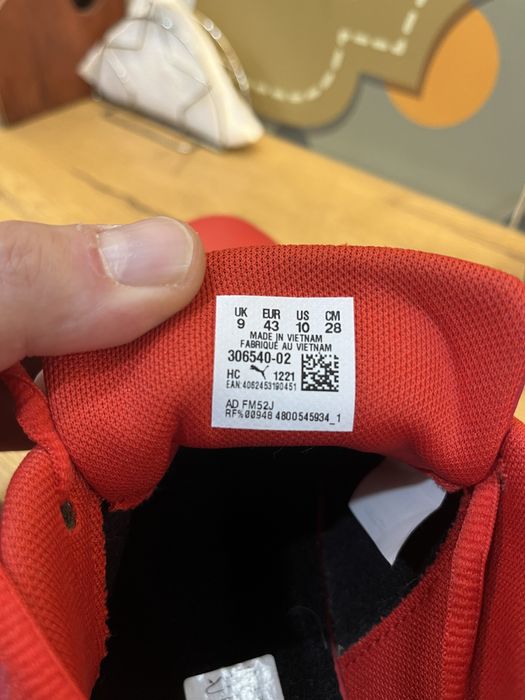 UK EUR US CM
9 43 10 28
MADE IN VIETNAM
FABRIQUÉ AU VIETNAM
306540-02
HC 1221
EAN:4062453190451
AD FM52J
RF%00948 4800545934_1